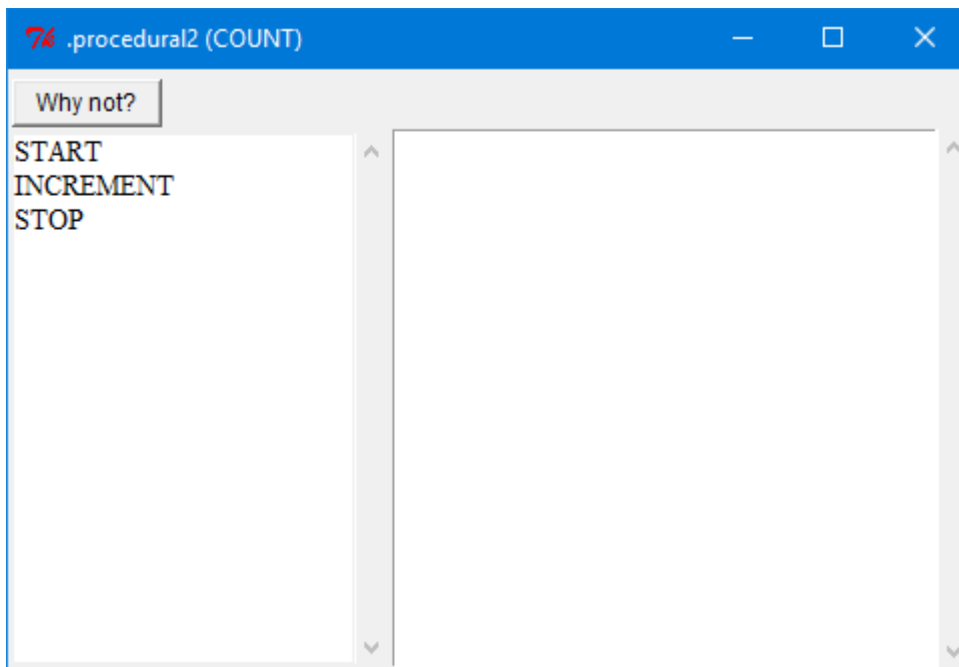 .procedural2 (COUNT)
Why not?
START
INCREMENT
STOP